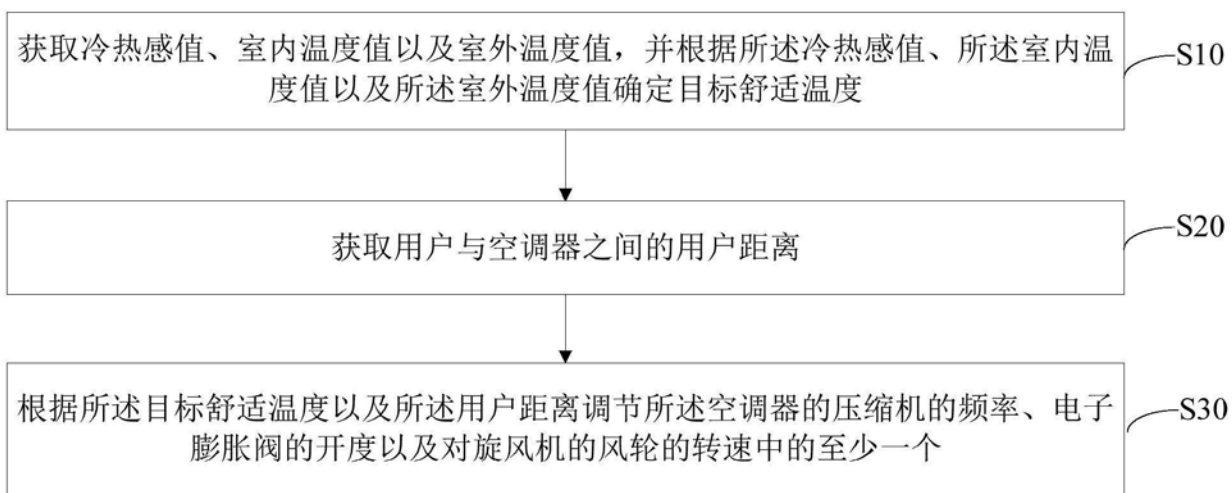 获取冷热感值、室内温度值以及室外温度值，并根据所述冷热感值、所述室内温
度值以及所述室外温度值确定目标舒适温度
S10
获取用户与空调器之间的用户距离
S20
根据所述目标舒适温度以及所述用户距离调节所述空调器的压缩机的频率、电子
膨胀阀的开度以及对旋风机的风轮的转速中的至少一个
S30